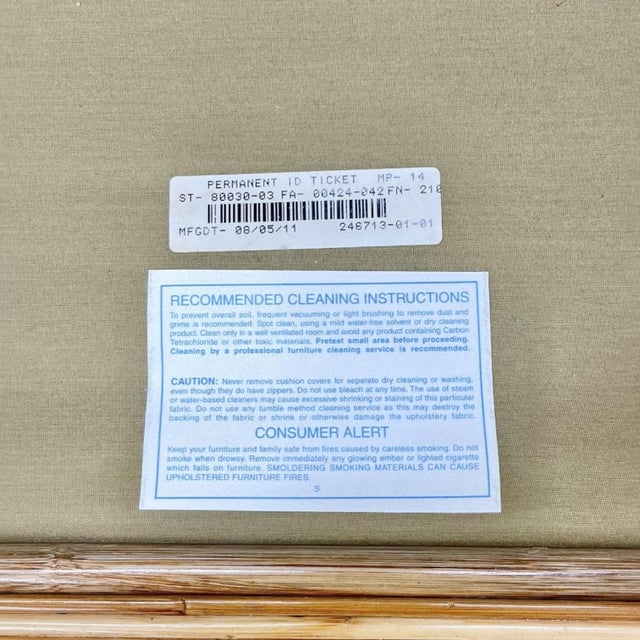 PERMANENT ID TICKET MP- 14
ST- 80030-03 FA- 00424-042 FN- 210
MFGDT- 08/05/11 246713-01-01
RECOMMENDED CLEANING INSTRUCTIONS
To prevent overall soil, frequent vacuuming or light brushing to remove dust and
grime is recommended. Spot clean, using a mild water-free solvent or dry cleaning
product. Clean only in a well ventilated room and avoid any product containing Carbon
Tetrachloride or other toxic materials. Pretest small area before proceeding.
Cleaning by a professional furniture cleaning service is recommended.
CAUTION: Never remove cushion covers for separate dry cleaning or washing,
even though they do have zippers. Do not use bleach at any time. The use of steam
or water-based cleaners may cause excessive shrinking or staining of this particular
fabric. Do not use any tumble method cleaning service as this may destroy the
backing of the fabric or shrink or otherwise damage the upholstery fabric.
CONSUMER ALERT
Keep your furniture and family safe from fires caused by careless smoking. Do not
smoke when drowsy. Remove immediately any glowing ember or lighted cigarette
which falls on furniture. SMOLDERING SMOKING MATERIALS CAN CAUSE
UPHOLSTERED FURNITURE FIRES.
S